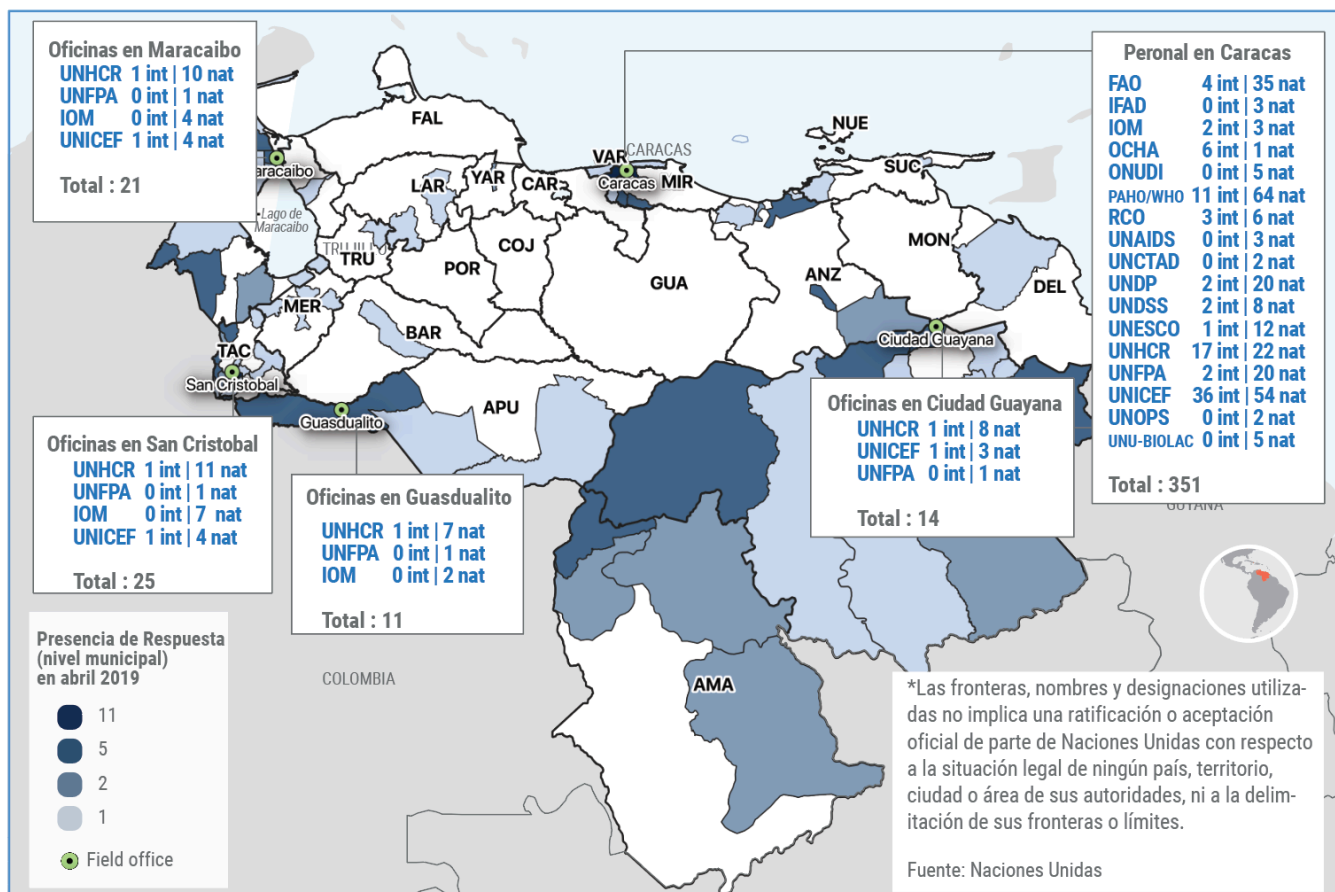 Oficinas en Maracaibo
UNHCR 1 int | 10 nat
UNFPA 0 int | 1 nat
IOM 0 int | 4 nat
UNICEF 1 int | 4 nat
Total : 21
Peronal en Caracas
FAO 4 int | 35 nat
IFAD 0 int | 3 nat
IOM 2 int | 3 nat
OCHA 6 int | 1 nat
ONUDI 0 int | 5 nat
PAHO/WHO 11 int | 64 nat
RCO 3 int | 6 nat
UNAIDS 0 int | 3 nat
UNCTAD 0 int | 2 nat
UNDP 2 int | 20 nat
UNDSS 2 int | 8 nat
UNESCO 1 int | 12 nat
UNHCR 17 int | 22 nat
UNFPA 2 int | 20 nat
UNICEF 36 int | 54 nat
UNOPS 0 int | 2 nat
UNU-BIOLAC 0 int | 5 nat
Total : 351
FAL
NUE
VAR
CARACAS
SUC
aracaibo
LAR
YAR
CAR
Caracas
MIR
Lago de
Maracaibo
TRUJILLO
TRU
COJ
MON
POR
GUA
ANZ
DEL
MER
BAR
TAC
Ciudad Guayana
San Cristobal
APU
Guasdualito
Oficinas en San Cristobal
UNHCR 1 int | 11 nat
UNFPA 0 int | 1 nat
IOM 0 int | 7 nat
UNICEF 1 int | 4 nat
Total : 25
Oficinas en Guasdualito
UNHCR 1 int | 7 nat
UNFPA 0 int | 1 nat
IOM 0 int | 2 nat
Total : 11
Oficinas en Ciudad Guayana
UNHCR 1 int | 8 nat
UNICEF 1 int | 3 nat
UNFPA 0 int | 1 nat
Total : 14
GUYANA
COLOMBIA
AMA
Presencia de Respuesta
(nivel municipal)
en abril 2019
11
5
2
1
Field office
*Las fronteras, nombres y designaciones utiliza-
das no implica una ratificación o aceptación
oficial de parte de Naciones Unidas con respecto
a la situación legal de ningún país, territorio,
ciudad o área de sus autoridades, ni a la delim-
itación de sus fronteras o límites.
Fuente: Naciones Unidas